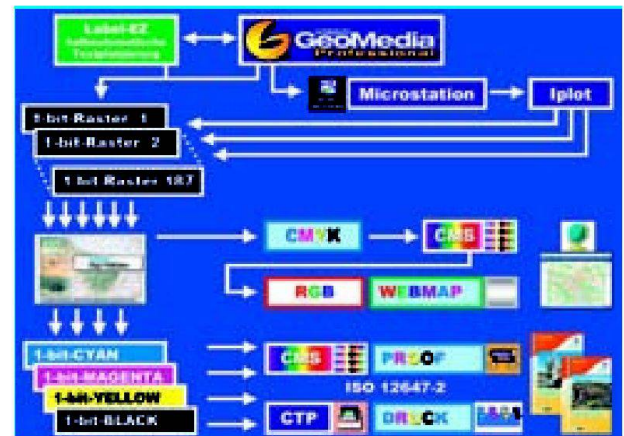 Label-EZ
GeoMedia
Professional
Microstation
Iplot
1-bit-Raster 1
1-bit-Raster 2
1-bit-Raster 187
CMYK
CMS
RGB
WEBMAP
1-bit-CYAN
1-bit-MAGENTA
1-bit-YELLOW
1-bit-BLACK
CMS
PROOF
ISO 12647-2
CTP
DRUCK